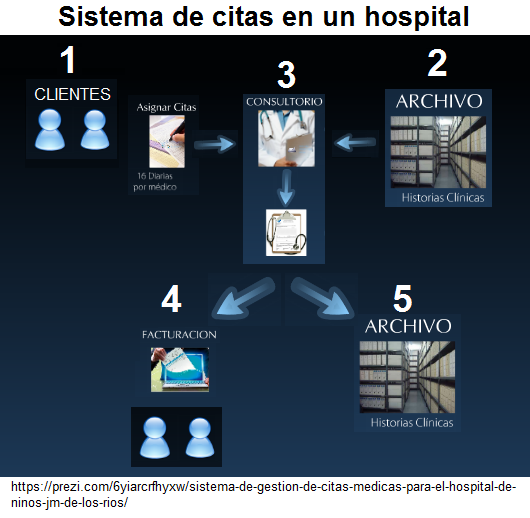 Sistema de citas en un hospital
1
CLIENTES
Asignar Citas
16 Diarias
por médico
3
CONSULTORIO
2
ARCHIVO
Historias Clínicas
4
FACTURACION
5
ARCHIVO
Historias Clínicas
https://prezi.com/6yiarcrfhyxw/sistema-de-gestion-de-citas-medicas-para-el-hospital-de-
ninos-jm-de-los-rios/